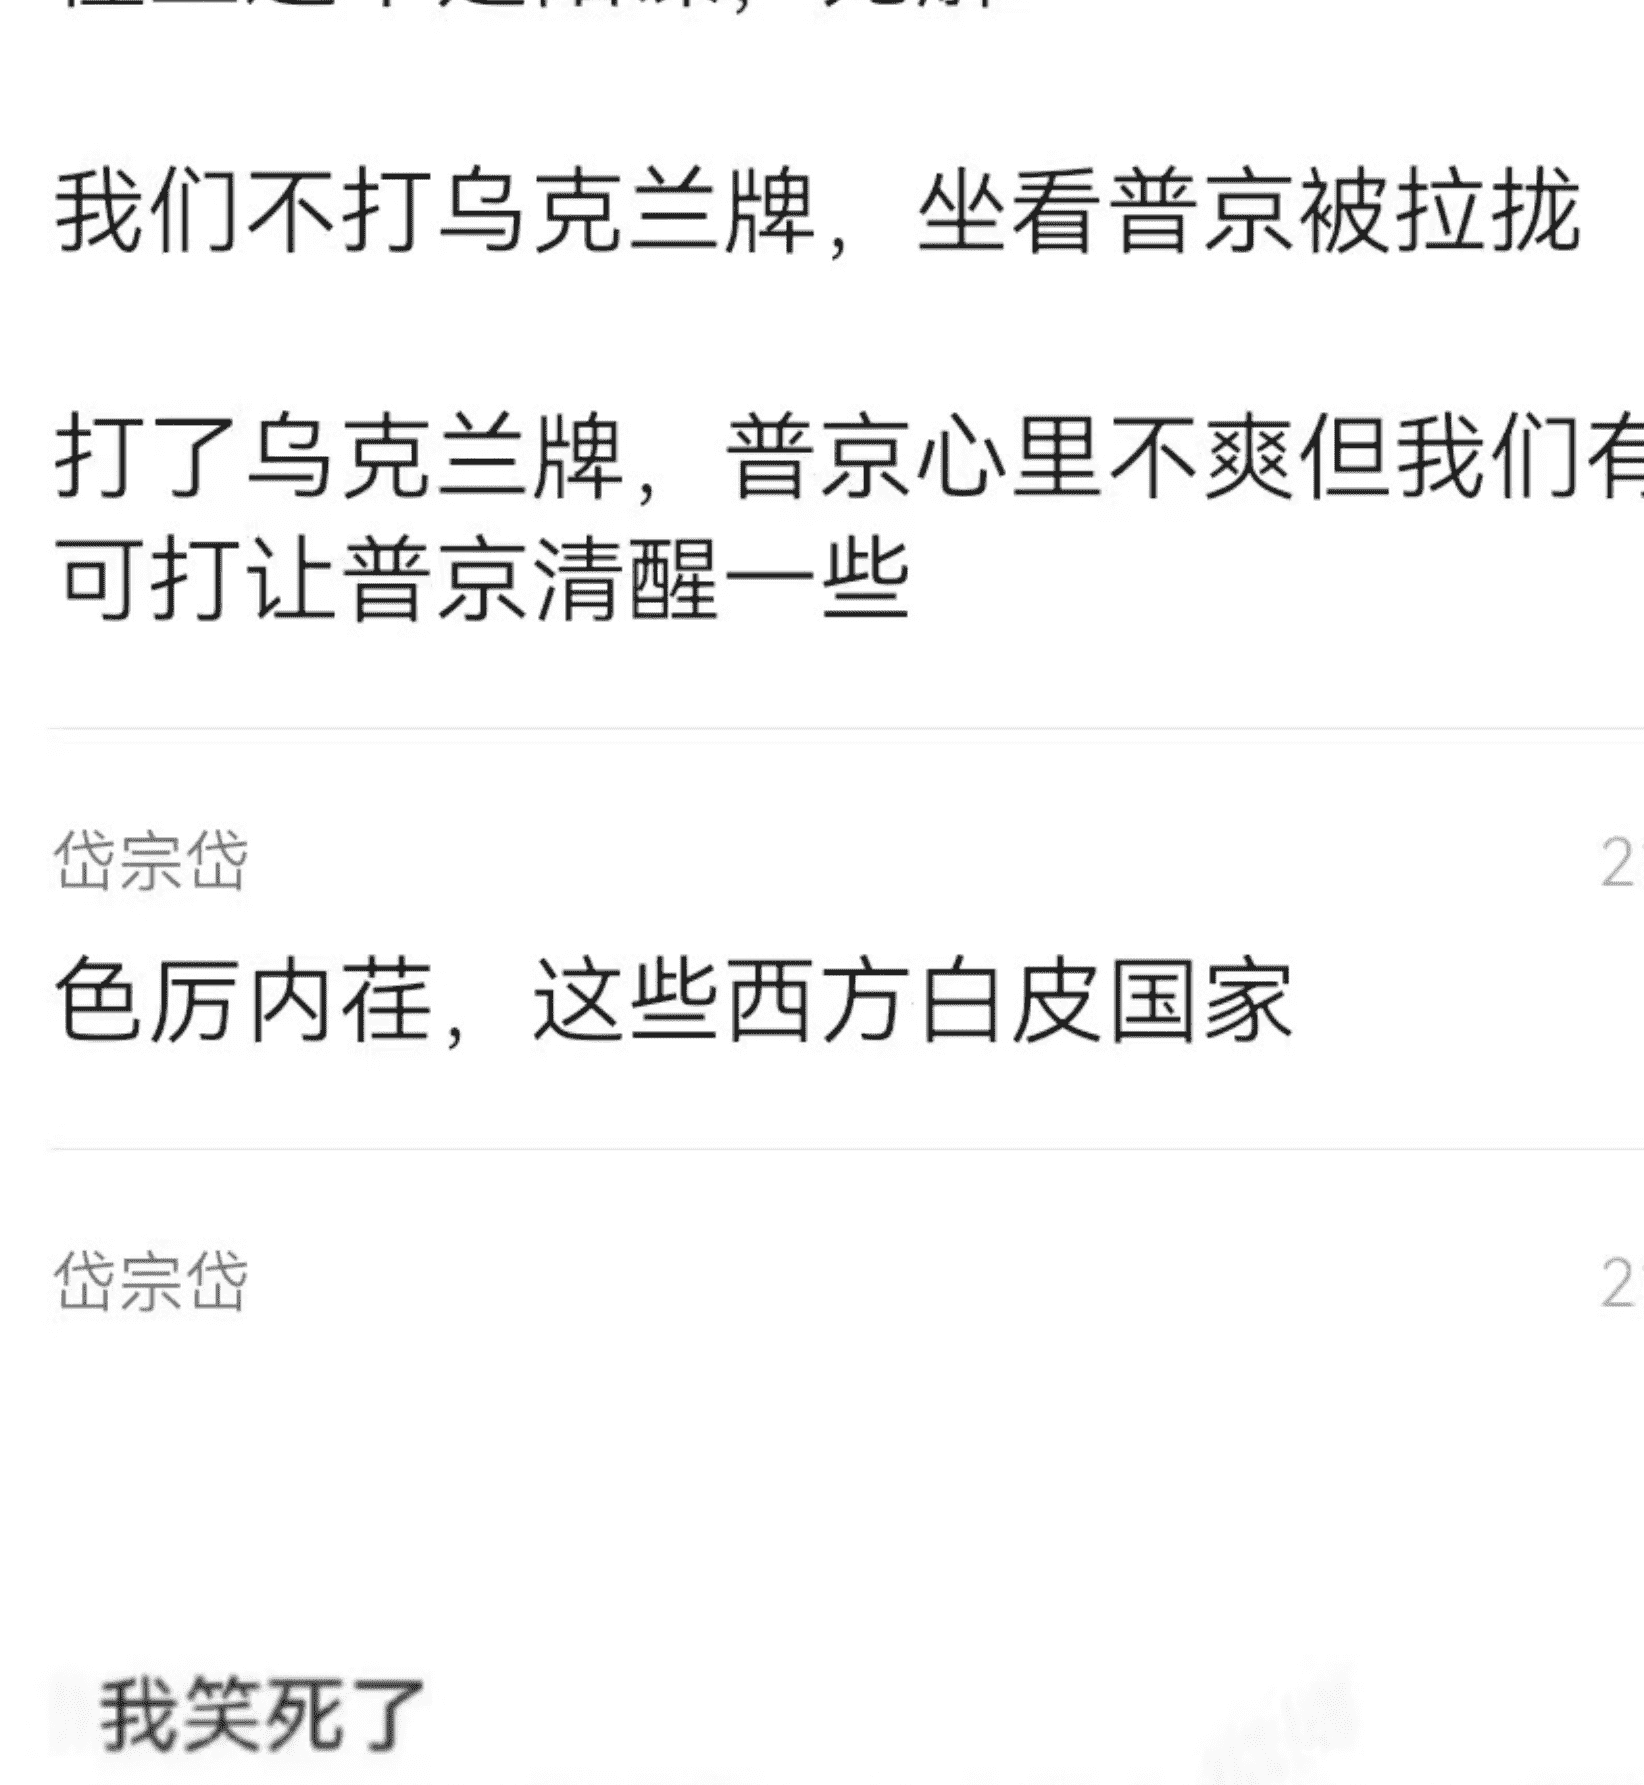 我们不打乌克兰牌，坐看普京被拉拢
打了乌克兰牌，普京心里不爽但我们有
可打让普京清醒一些
岱宗岱
2
色厉内荏，这些西方白皮国家
岱宗岱
2
我笑死了